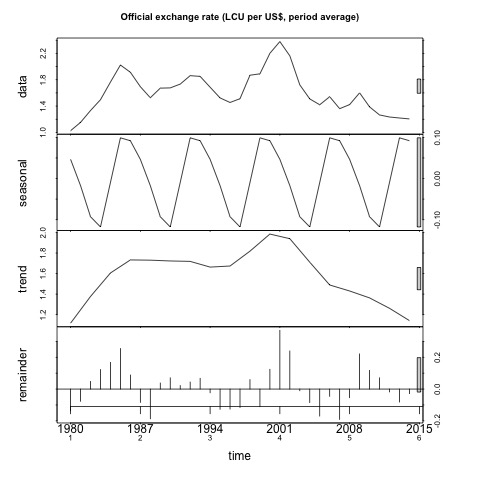 Official exchange rate (LCU per US$, period average)
data
1.0 1.4 1.8 2.2
seasonal
-0.10 0.00 0.10
trend
1.2 1.4 1.6 1.8 2.0
remainder
-0.2 0.0 0.2
1980 1987 1994 2001 2008 2015
1 2 3 4 5 6
time